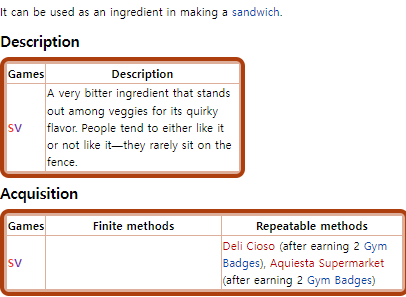 It can be used as an ingredient in making a sandwich.
Description
Games Description
A very bitter ingredient that stands
out among veggies for its quirky
SV flavor. People tend to either like it
or not like it—they rarely sit on the
fence.
Acquisition
Games Finite methods Repeatable methods
Deli Cioso (after earning 2 Gym
SV Badges), Aquiesta Supermarket
(after earning 2 Gym Badges)